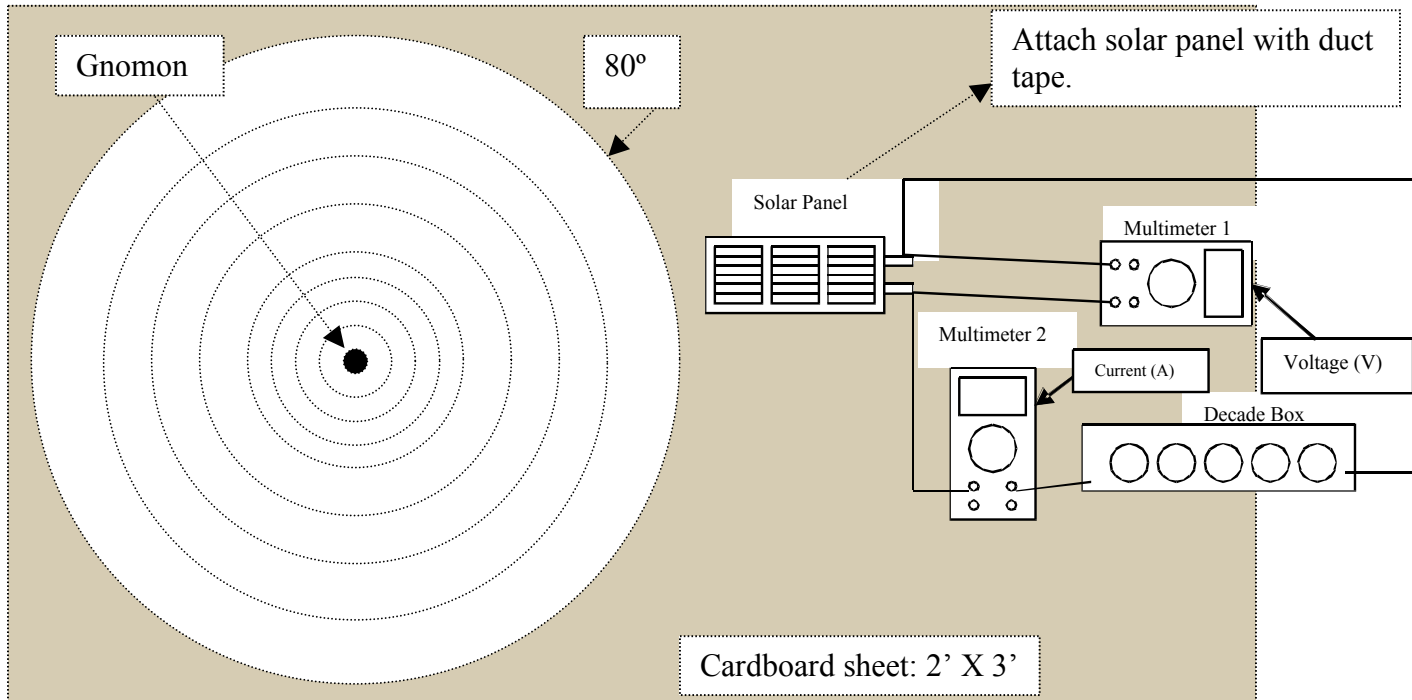 Gnomon
80º
Attach solar panel with duct
tape.
Solar Panel
Multimeter 1
Multimeter 2
Current (A)
Voltage (V)
Decade Box
Cardboard sheet: 2’ X 3’